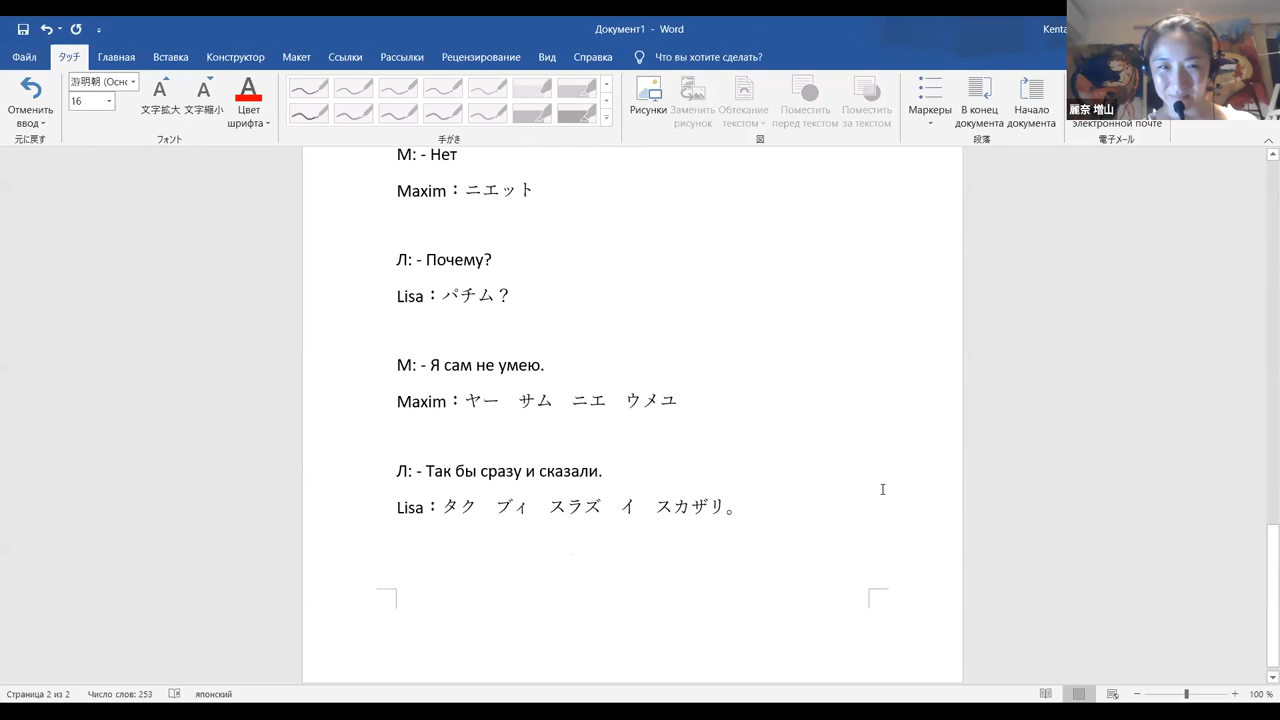 Документ1 - Word
Kenta
Файл タッチ Главная Вставка Конструктор Макет Ссылки Рассылки Рецензирование Вид Справка Что вы хотите сделать?
Отменить ввод 元に戻す
游明朝 (Осно
16
文字拡大 文字縮小 Цвет шрифта
フォント
手がき
Рисунки Заменить рисунок Обтекание текстом Поместить перед текстом Поместить за текстом
図
Маркеры В конец документа Начало документа
段落
электронной почте
電子メール
麗奈 増山
М: - Нет
Maxim：ニエット
Л: - Почему?
Lisa：パチム？
М: - Я сам не умею.
Maxim：ヤー　サム　ニエ　ウメユ
Л: - Так бы сразу и сказали.
Lisa：タク　ブィ　スラズ　イ　スカザリ。
Страница 2 из 2 Число слов: 253 японский 100 %